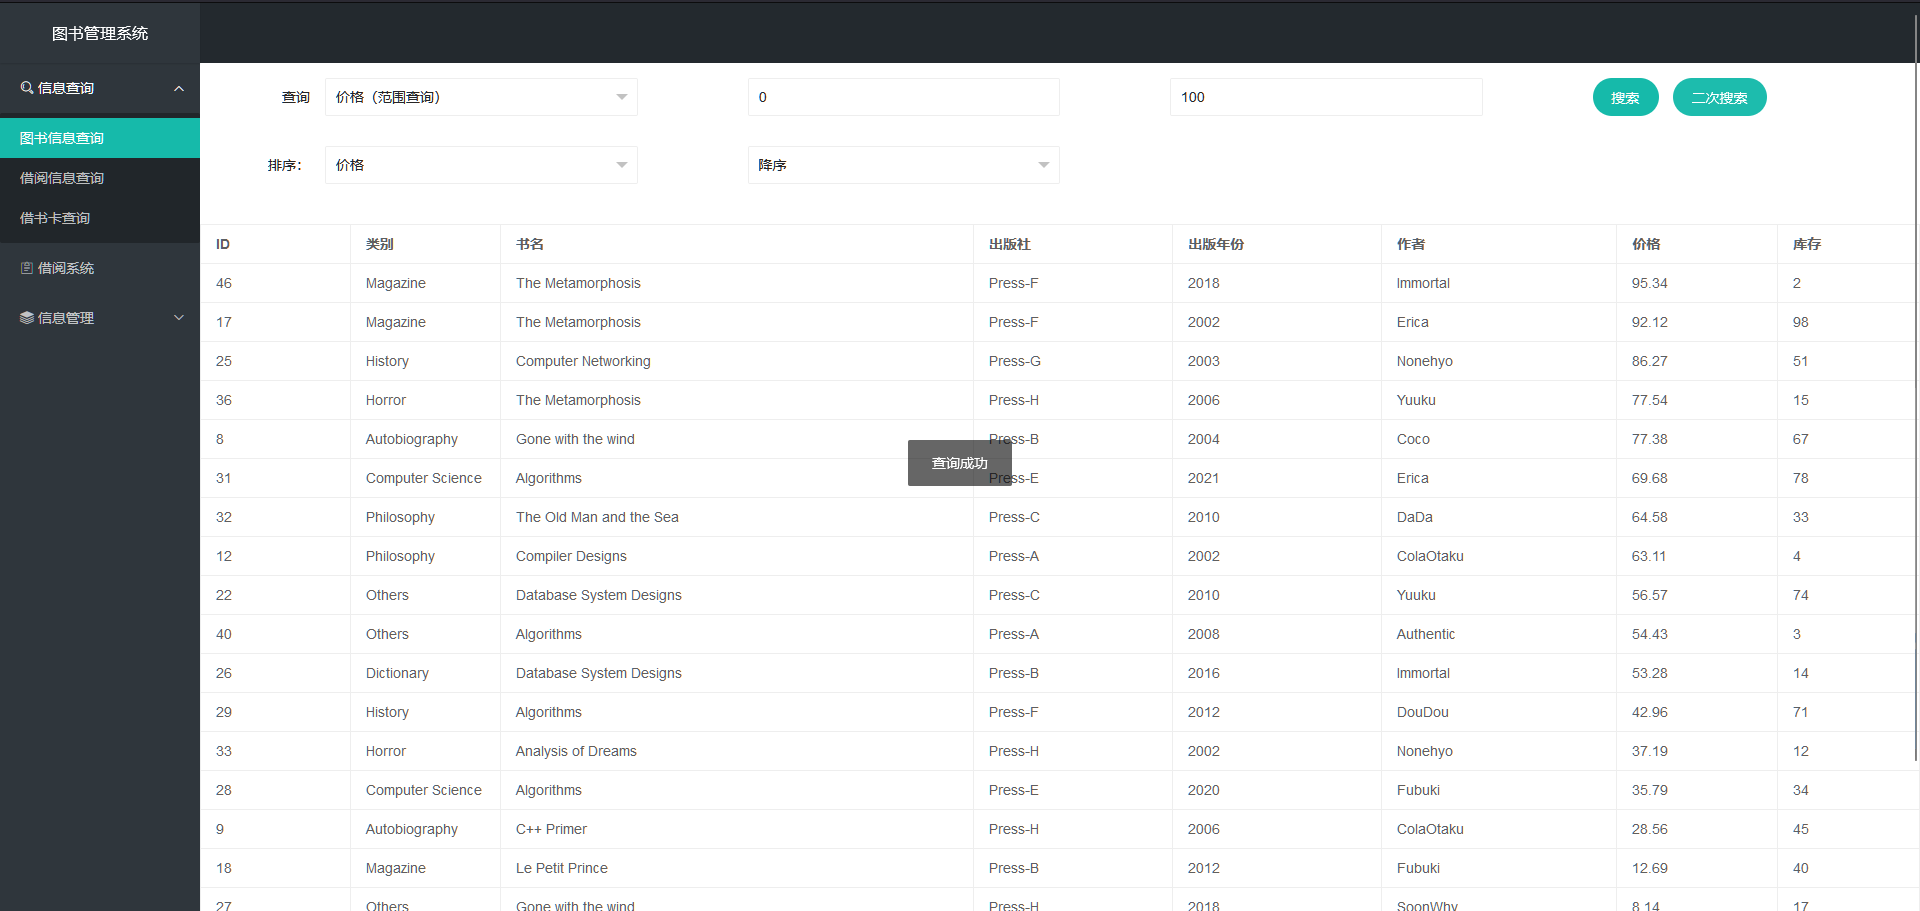 图书管理系统
信息查询
图书信息查询
借阅信息查询
借书卡查询
借阅系统
信息管理
查询 价格（范围查询） 0 100 搜索 二次搜索
排序： 价格 降序
ID 类别 书名 出版社 出版年份 作者 价格 库存
46 Magazine The Metamorphosis Press-F 2018 Immortal 95.34 2
17 Magazine The Metamorphosis Press-F 2002 Erica 92.12 98
25 History Computer Networking Press-G 2003 Nonehyo 86.27 51
36 Horror The Metamorphosis Press-H 2006 Yuuku 77.54 15
8 Autobiography Gone with the wind Press-B 2004 Coco 77.38 67
查询成功
31 Computer Science Algorithms Press-E 2021 Erica 69.68 78
32 Philosophy The Old Man and the Sea Press-C 2010 DaDa 64.58 33
12 Philosophy Compiler Designs Press-A 2002 ColaOtaku 63.11 4
22 Others Database System Designs Press-C 2010 Yuuku 56.57 74
40 Others Algorithms Press-A 2008 Authentic 54.43 3
26 Dictionary Database System Designs Press-B 2016 Immortal 53.28 14
29 History Algorithms Press-F 2012 DouDou 42.96 71
33 Horror Analysis of Dreams Press-H 2002 Nonehyo 37.19 12
28 Computer Science Algorithms Press-E 2020 Fubuki 35.79 34
9 Autobiography C++ Primer Press-H 2006 ColaOtaku 28.56 45
18 Magazine Le Petit Prince Press-B 2012 Fubuki 12.69 40
27 Others Gone with the wind Press-H 2018 SoonWhy 8.14 17